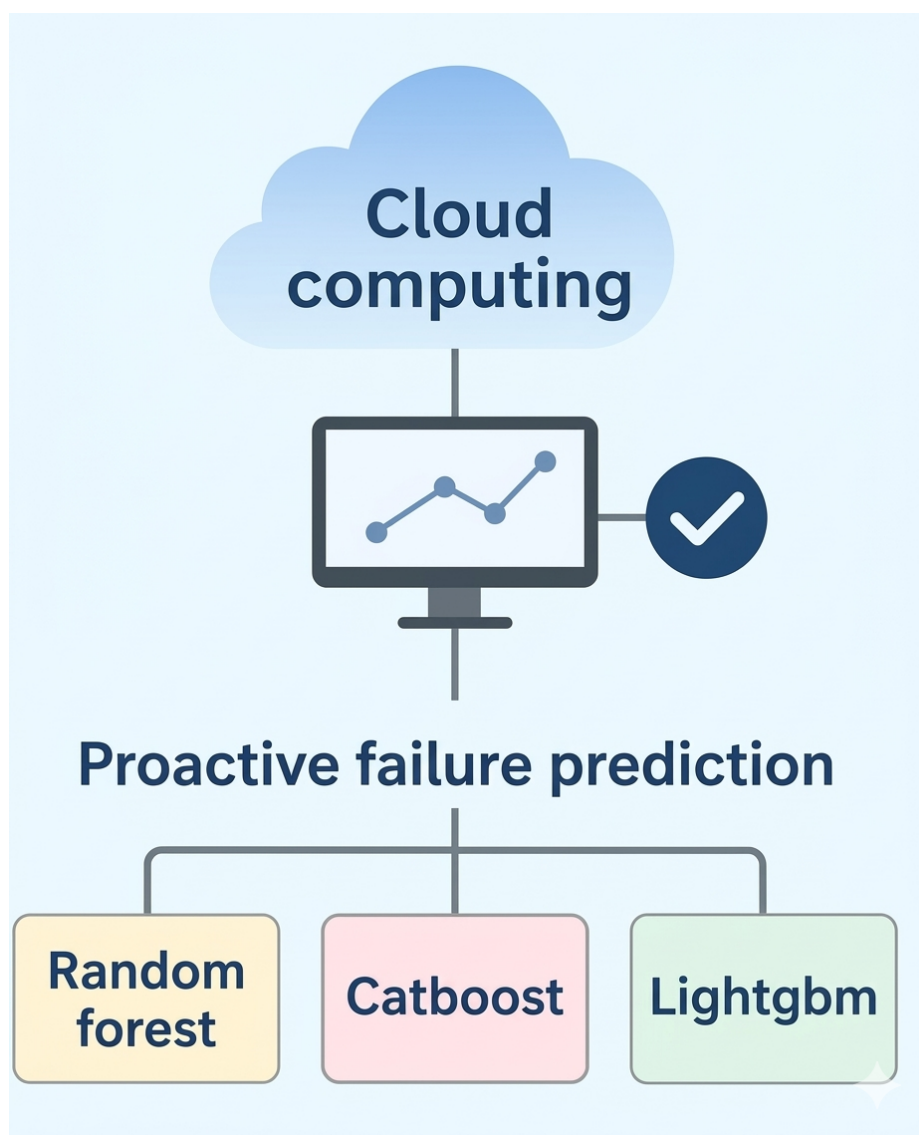 Cloud
computing
Proactive failure prediction
Random
forest
Catboost
Lightgbm